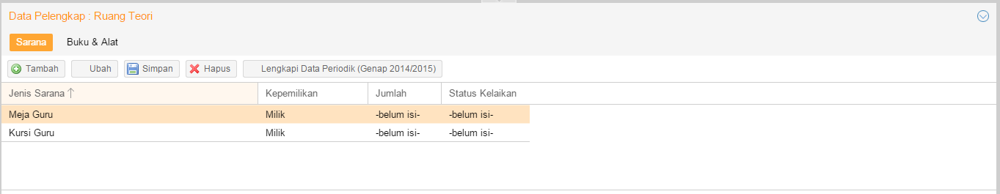 Data Pelengkap : Ruang Teori
Sarana Buku & Alat
Tambah Ubah Simpan Hapus Lengkapi Data Periodik (Genap 2014/2015)
Jenis Sarana Kepemilikan Jumlah Status Kelaikan
Meja Guru Milik -belum isi- -belum isi-
Kursi Guru Milik -belum isi- -belum isi-